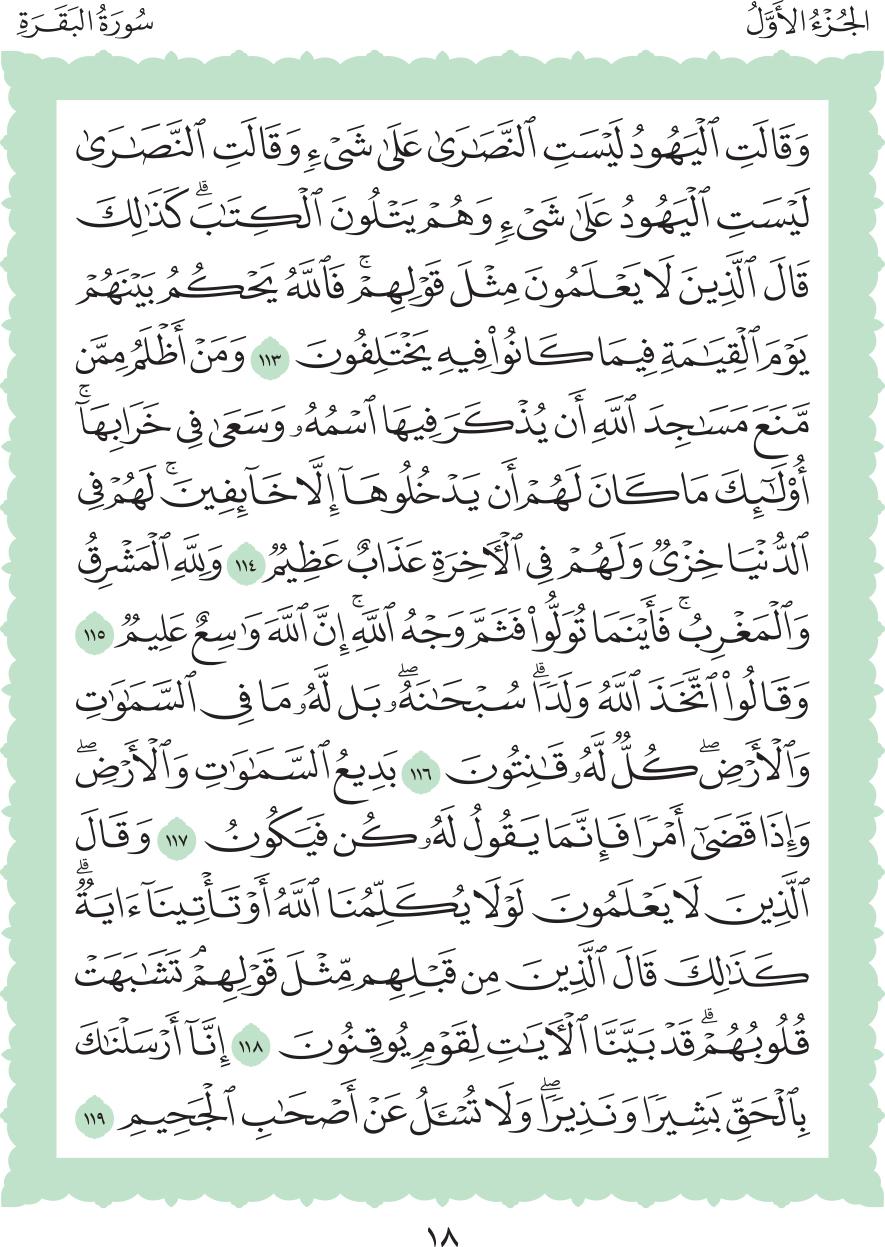 الجُزْءُ الأَوَّلُ
سُورَةُ البَقَرَةِ
وَقَالَتِ ٱلۡيَهُودُ لَيۡسَتِ ٱلنَّصَٰرَىٰ عَلَىٰ شَيۡءٖ وَقَالَتِ ٱلنَّصَٰرَىٰ
لَيۡسَتِ ٱلۡيَهُودُ عَلَىٰ شَيۡءٖ وَهُمۡ يَتۡلُونَ ٱلۡكِتَٰبَۗ كَذَٰلِكَ
قَالَ ٱلَّذِينَ لَا يَعۡلَمُونَ مِثۡلَ قَوۡلِهِمۡۚ فَٱللَّهُ يَحۡكُمُ بَيۡنَهُمۡ
يَوۡمَ ٱلۡقِيَٰمَةِ فِيمَا كَانُواْ فِيهِ يَخۡتَلِفُونَ ١١٣ وَمَنۡ أَظۡلَمُ مِمَّن
مَّنَعَ مَسَٰجِدَ ٱللَّهِ أَن يُذۡكَرَ فِيهَا ٱسۡمُهُۥ وَسَعَىٰ فِي خَرَابِهَآۚ
أُوْلَٰٓئِكَ مَا كَانَ لَهُمۡ أَن يَدۡخُلُوهَآ إِلَّا خَآئِفِينَۚ لَهُمۡ فِي
ٱلدُّنۡيَا خِزۡيٞ وَلَهُمۡ فِي ٱلۡأٓخِرَةِ عَذَابٌ عَظِيمٞ ١١٤ وَلِلَّهِ ٱلۡمَشۡرِقُ
وَٱلۡمَغۡرِبُۚ فَأَيۡنَمَا تُوَلُّواْ فَثَمَّ وَجۡهُ ٱللَّهِۚ إِنَّ ٱللَّهَ وَٰسِعٌ عَلِيمٞ ١١٥
وَقَالُواْ ٱتَّخَذَ ٱللَّهُ وَلَدٗاۗ سُبۡحَٰنَهُۥۖ بَل لَّهُۥ مَا فِي ٱلسَّمَٰوَٰتِ
وَٱلۡأَرۡضِۖ كُلّٞ لَّهُۥ قَٰنِتُونَ ١١٦ بَدِيعُ ٱلسَّمَٰوَٰتِ وَٱلۡأَرۡضِۖ
وَإِذَا قَضَىٰٓ أَمۡرٗا فَإِنَّمَا يَقُولُ لَهُۥ كُن فَيَكُونُ ١١٧ وَقَالَ
ٱلَّذِينَ لَا يَعۡلَمُونَ لَوۡلَا يُكَلِّمُنَا ٱللَّهُ أَوۡ تَأۡتِينَآ ءَايَةٞۗ
كَذَٰلِكَ قَالَ ٱلَّذِينَ مِن قَبۡلِهِم مِّثۡلَ قَوۡلِهِمۡۘ تَشَٰبَهَتۡ
قُلُوبُهُمۡۗ قَدۡ بَيَّنَّا ٱلۡأٓيَٰتِ لِقَوۡمٖ يُوقِنُونَ ١١٨ إِنَّآ أَرۡسَلۡنَٰكَ
بِٱلۡحَقِّ بَشِيرٗا وَنَذِيرٗاۖ وَلَا تُسۡـَٔلُ عَنۡ أَصۡحَٰبِ ٱلۡجَحِيمِ ١١٩
١٨